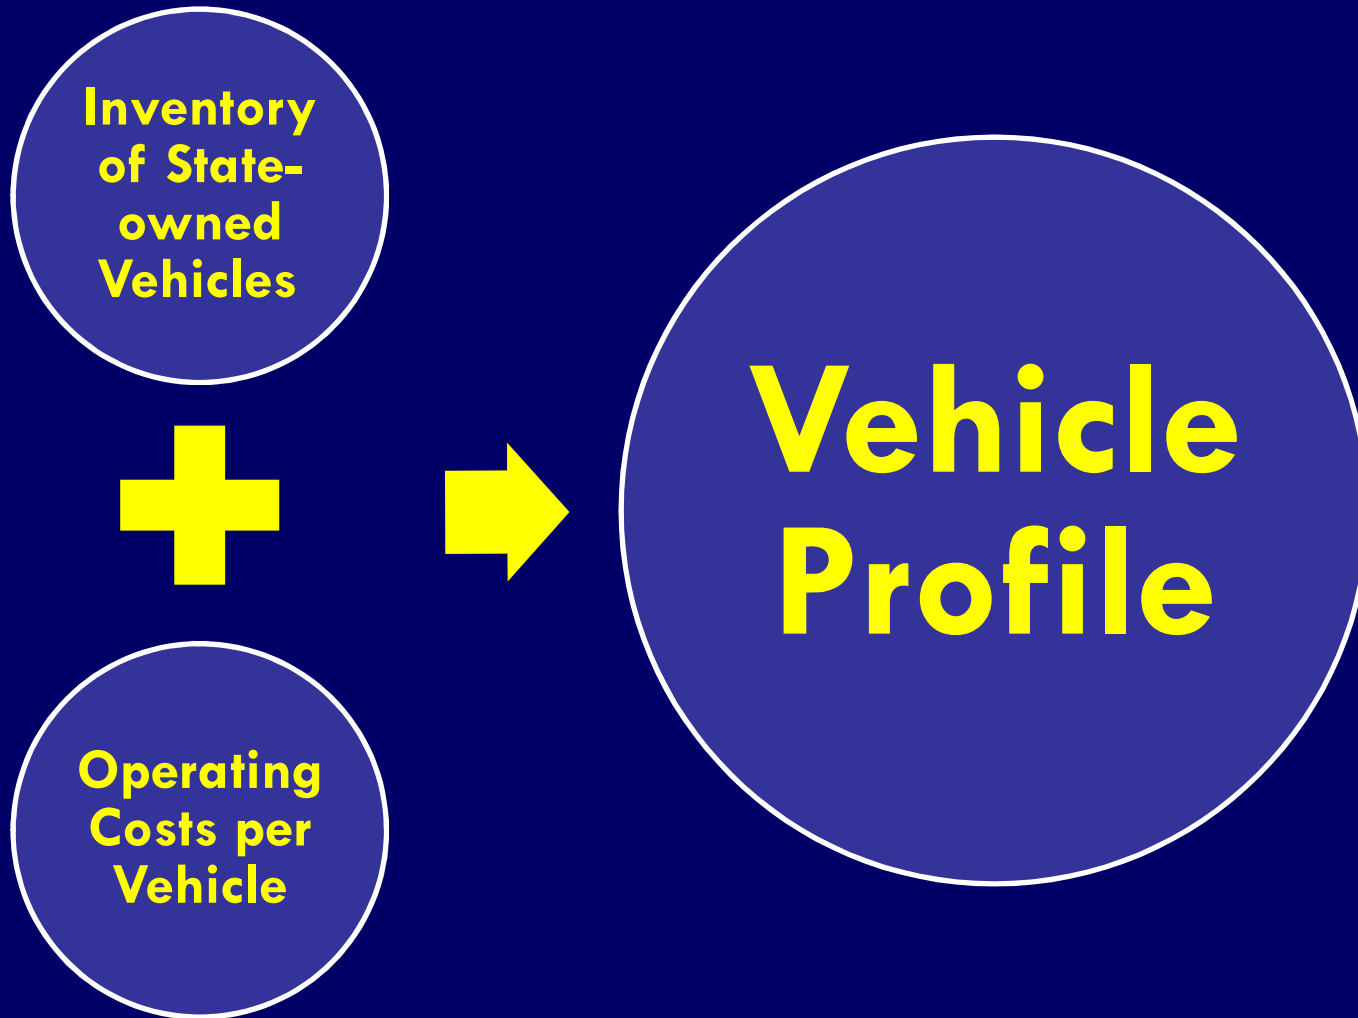 Inventory
of State-
owned
Vehicles
Operating
Costs per
Vehicle
Vehicle
Profile